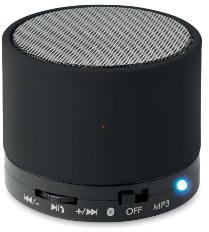 ⏮/- ⏯📞 +/⏭ OFF MP3